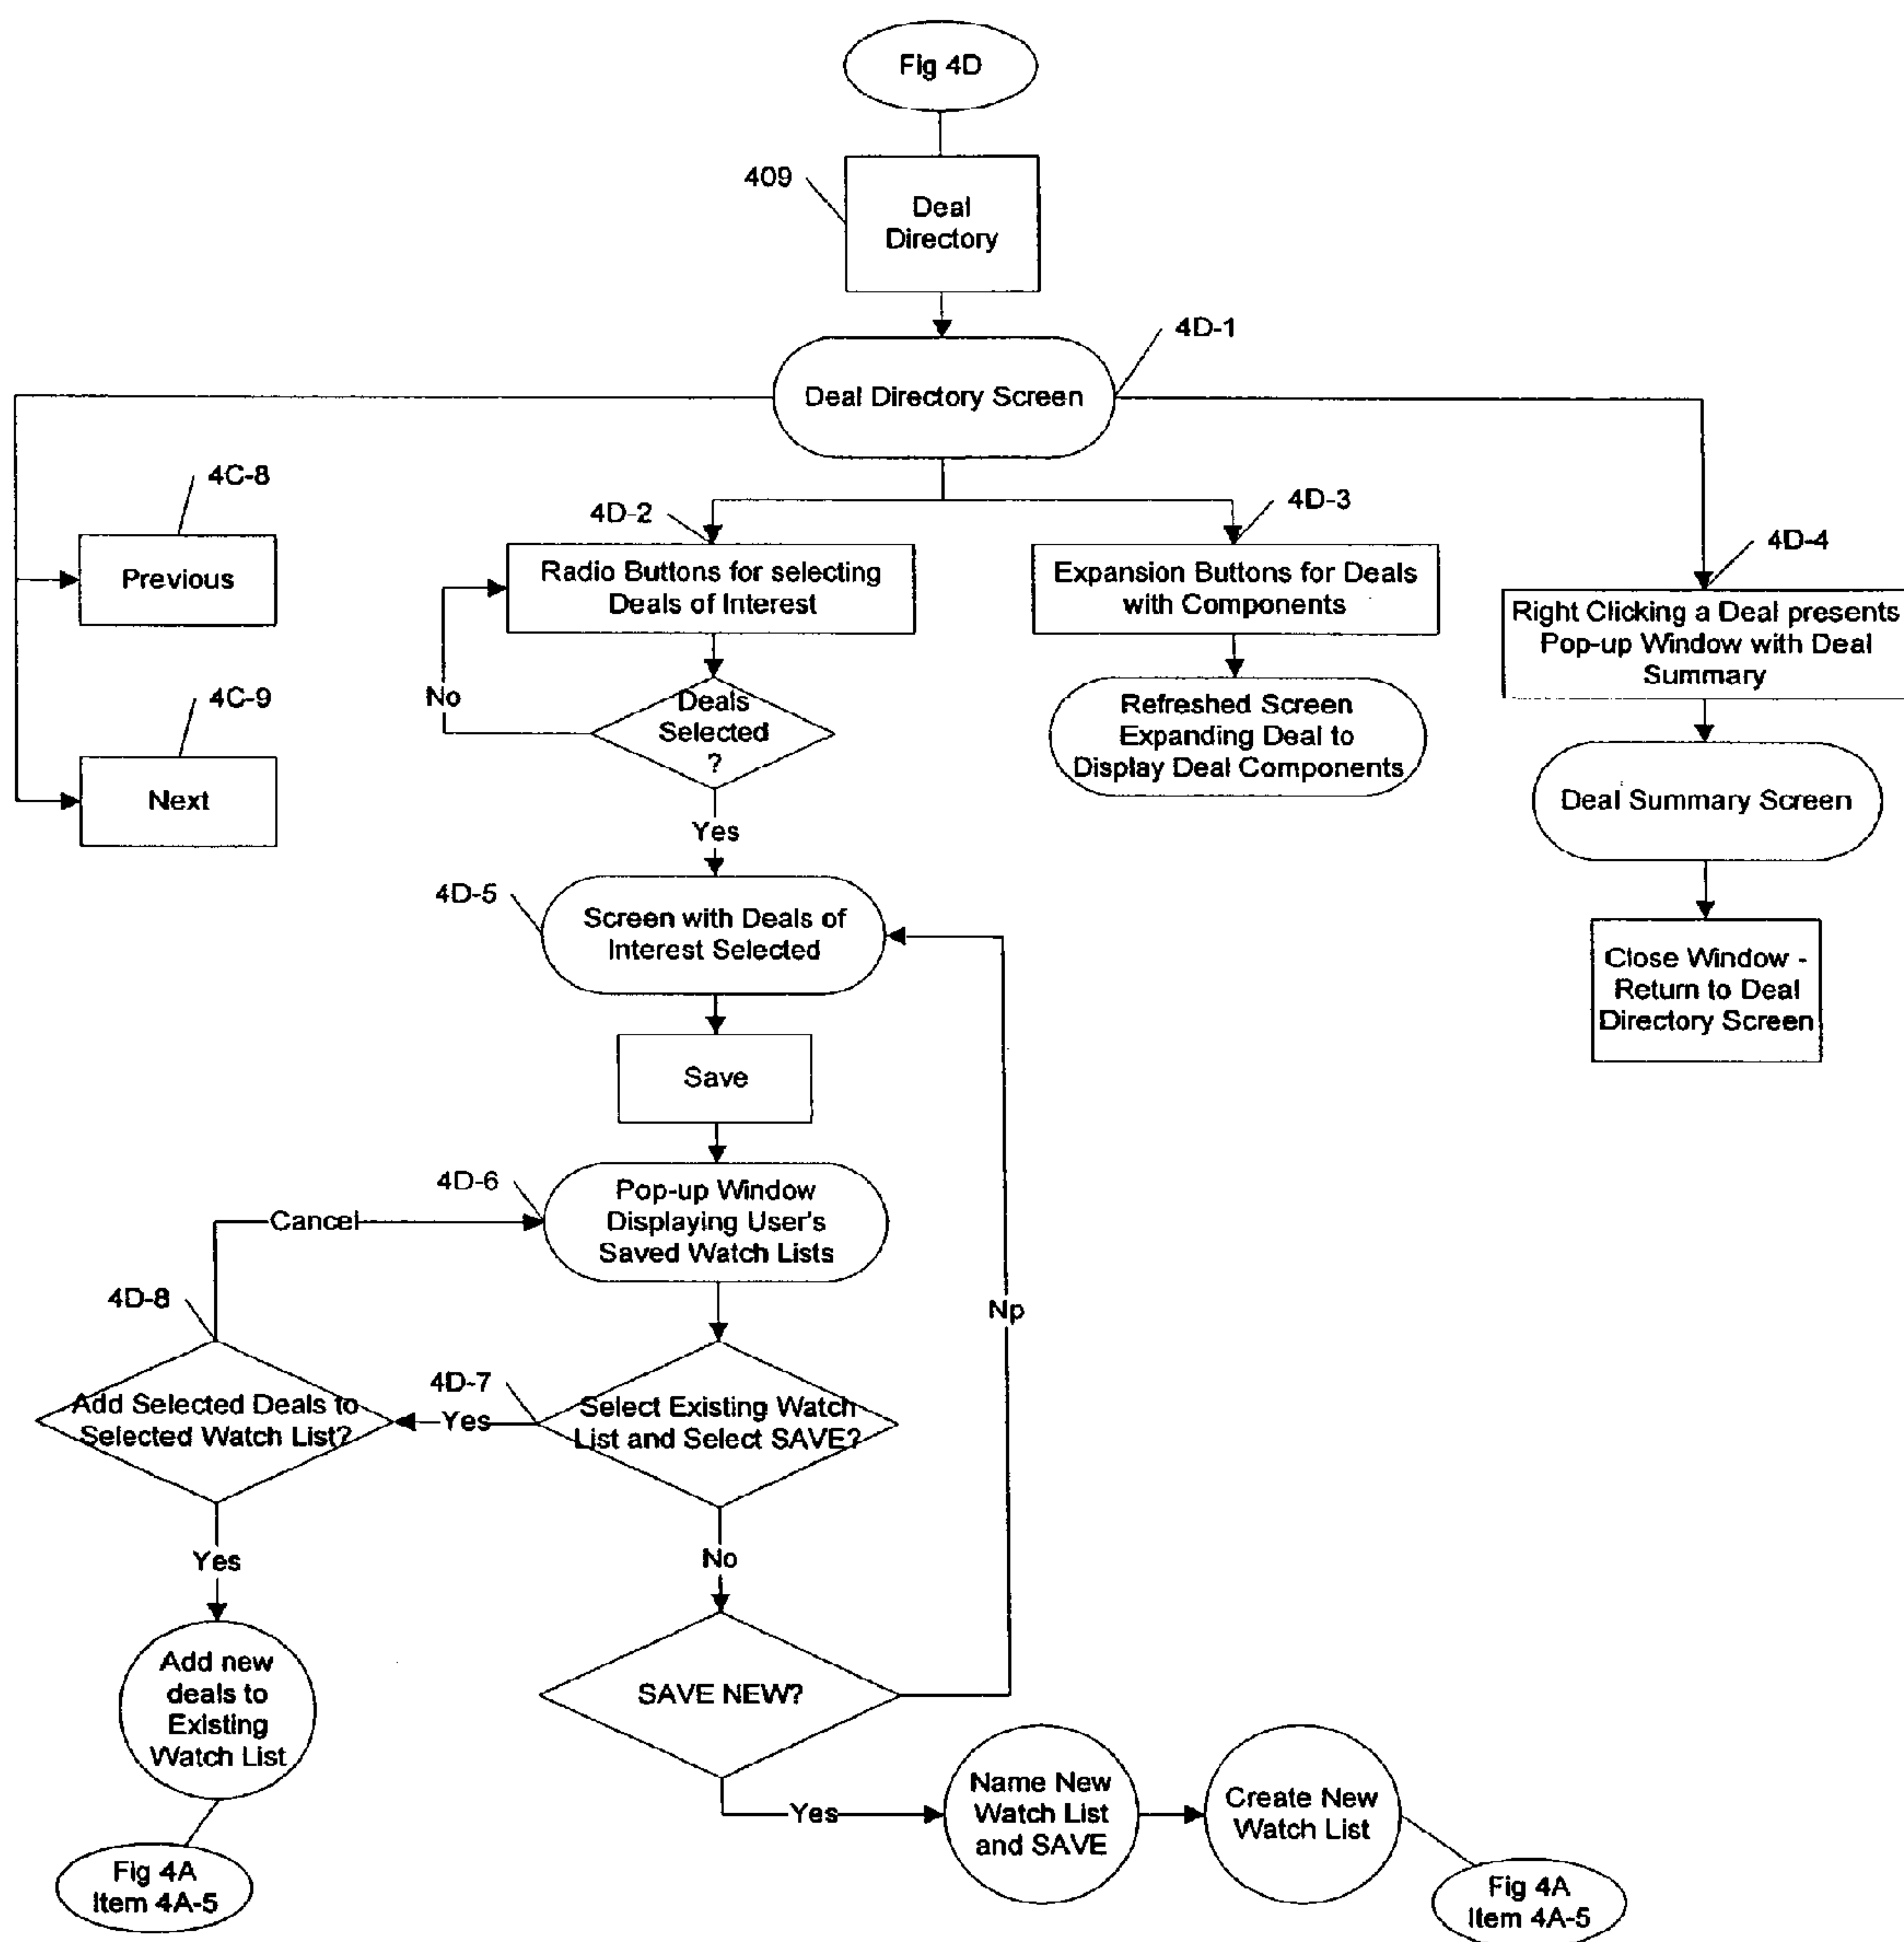 Fig 4D
409
Deal
Directory
4D-1
Deal Directory Screen
4C-8
Previous
4C-9
Next
4D-2
Radio Buttons for selecting
Deals of Interest
4D-3
Expansion Buttons for Deals
with Components
4D-4
Right Clicking a Deal presents
Pop-up Window with Deal
Summary
No
Deals
Selected
?
Refreshed Screen
Expanding Deal to
Display Deal Components
Deal Summary Screen
Yes
4D-5
Screen with Deals of
Interest Selected
Close Window -
Return to Deal
Directory Screen
Save
4D-6
Pop-up Window
Displaying User's
Saved Watch Lists
Cancel
Np
4D-8
Add Selected Deals to
Selected Watch List?
4D-7
Yes
Select Existing Watch
List and Select SAVE?
Yes
No
Add new
deals to
Existing
Watch List
SAVE NEW?
Yes
Name New
Watch List
and SAVE
Create New
Watch List
Fig 4A
Item 4A-5
Fig 4A
Item 4A-5